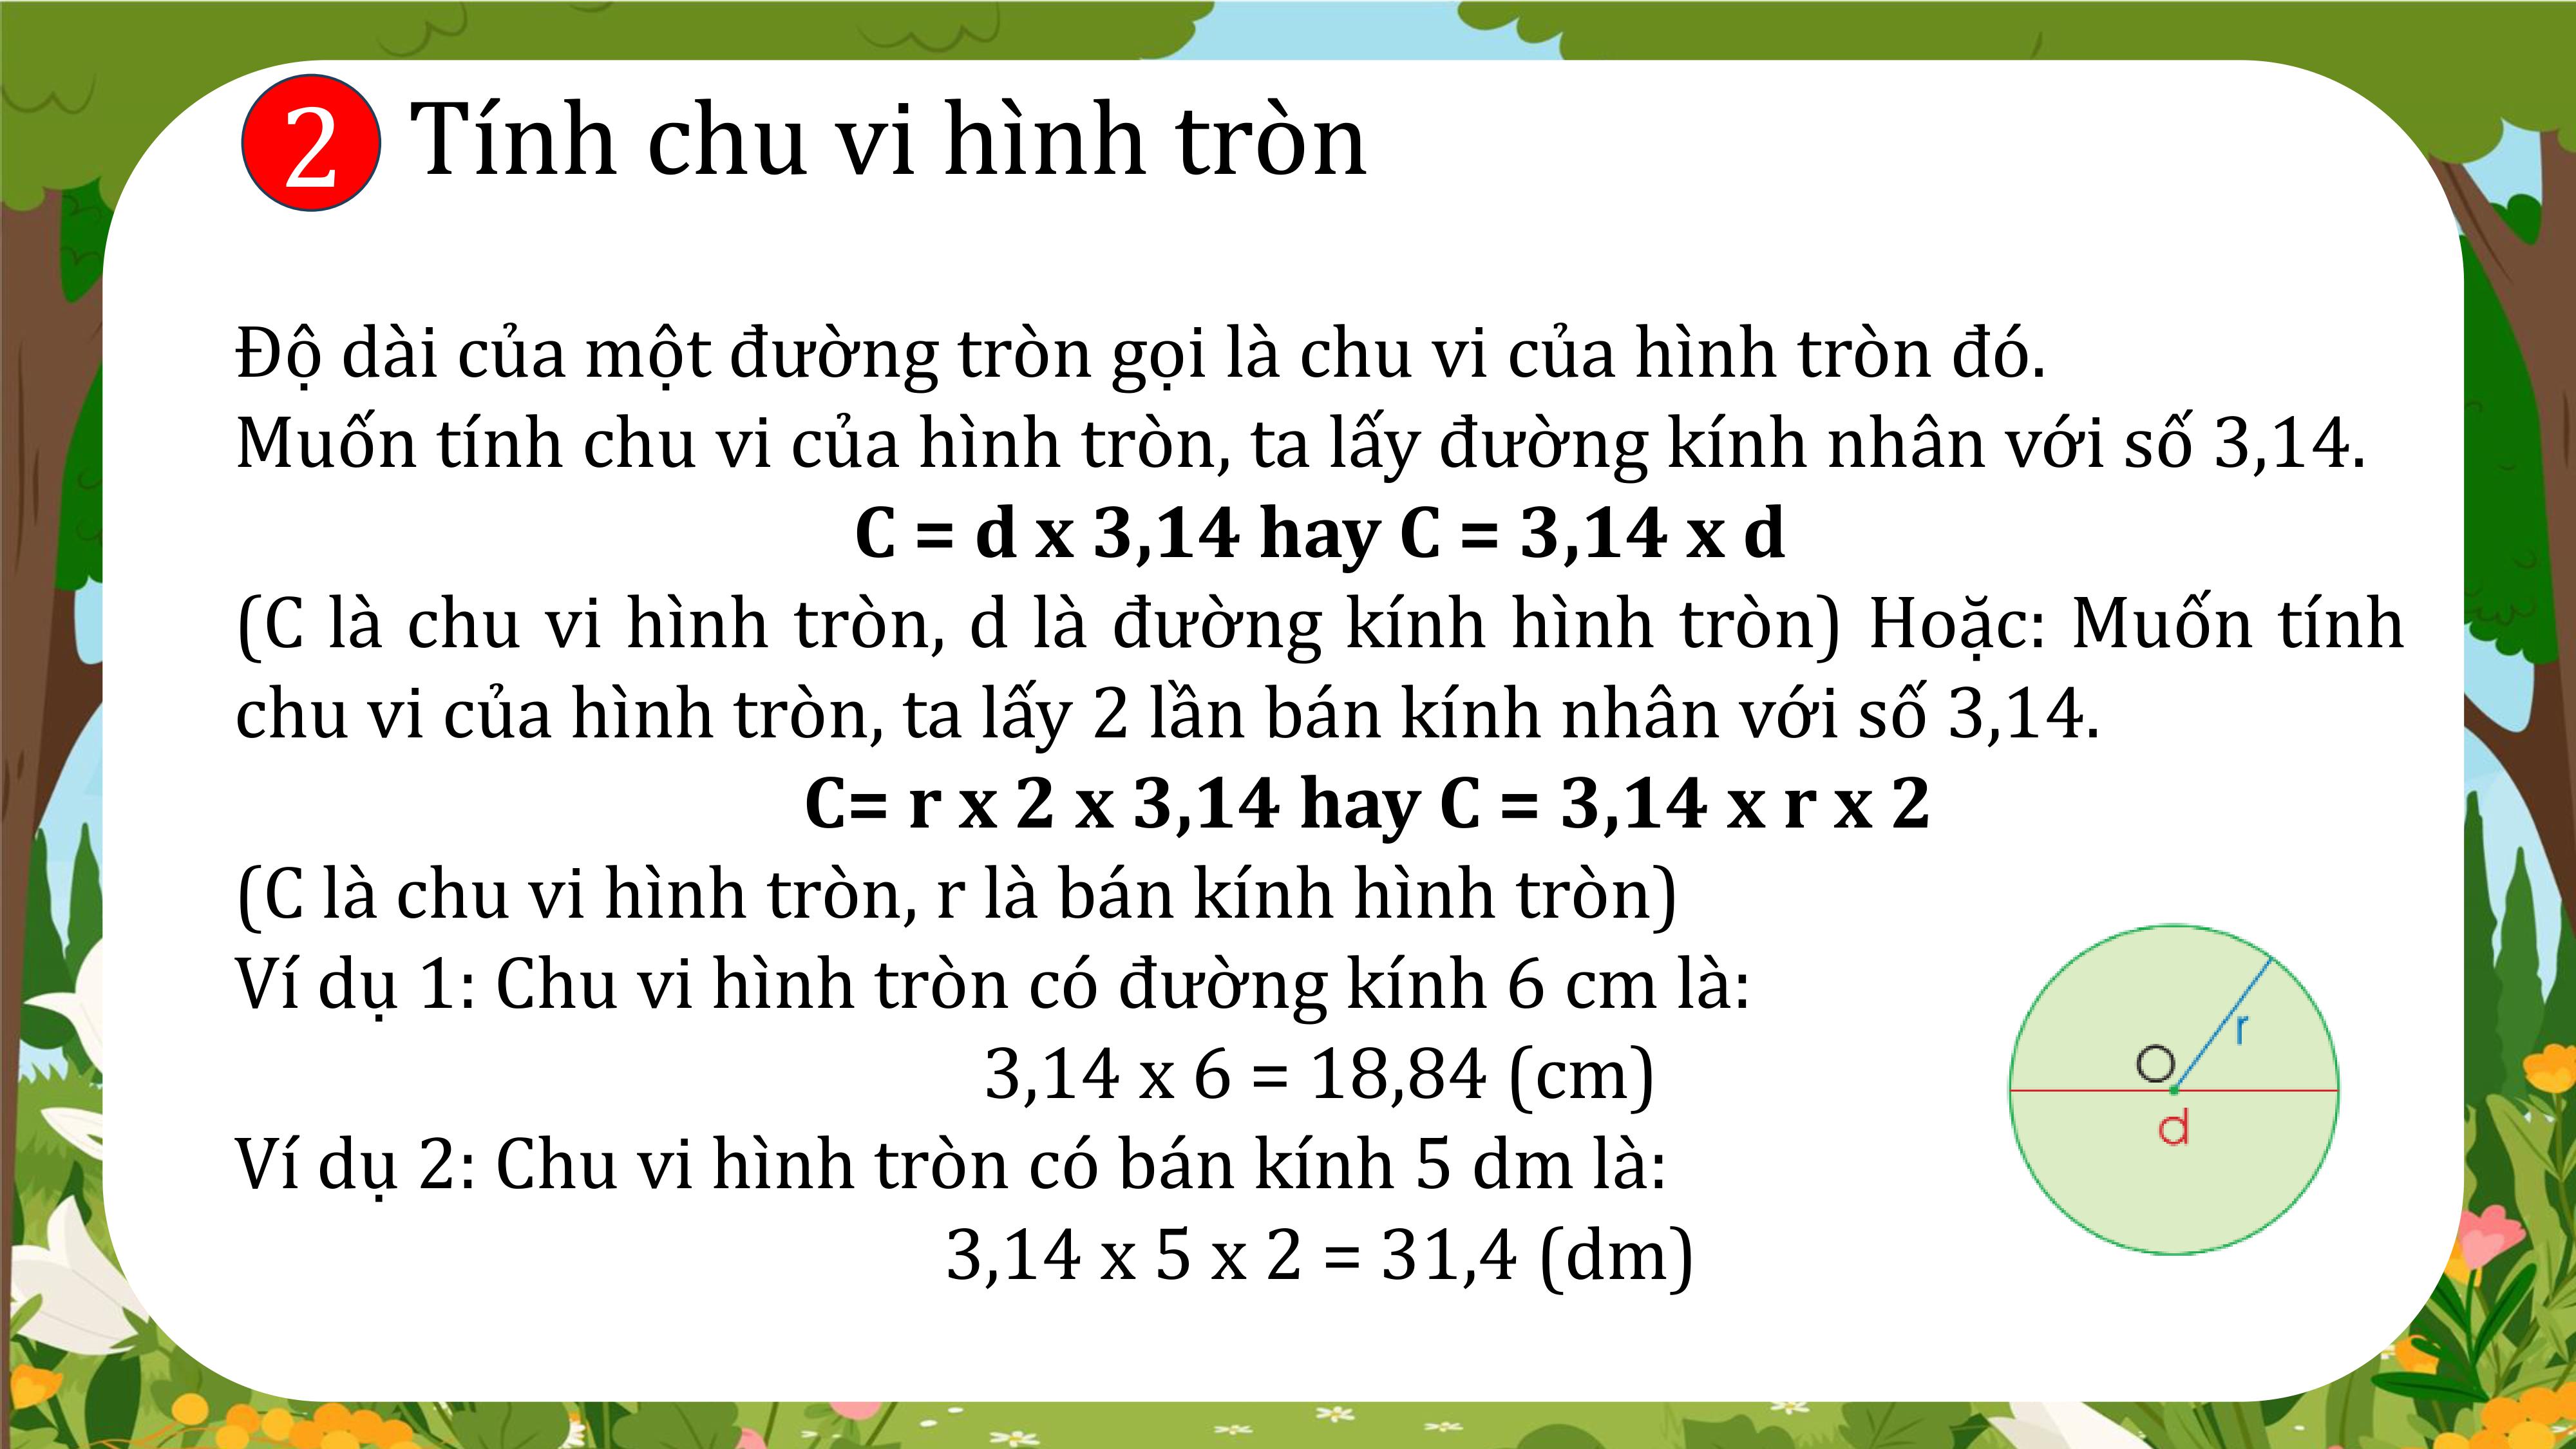 2 Tính chu vi hình tròn
Độ dài của một đường tròn gọi là chu vi của hình tròn đó.
Muốn tính chu vi của hình tròn, ta lấy đường kính nhân với số 3,14.
C = d x 3,14 hay C = 3,14 x d
(C là chu vi hình tròn, d là đường kính hình tròn) Hoặc: Muốn tính
chu vi của hình tròn, ta lấy 2 lần bán kính nhân với số 3,14.
C= r x 2 x 3,14 hay C = 3,14 x r x 2
(C là chu vi hình tròn, r là bán kính hình tròn)
Ví dụ 1: Chu vi hình tròn có đường kính 6 cm là:
3,14 x 6 = 18,84 (cm)
Ví dụ 2: Chu vi hình tròn có bán kính 5 dm là:
3,14 x 5 x 2 = 31,4 (dm)
r
O
d